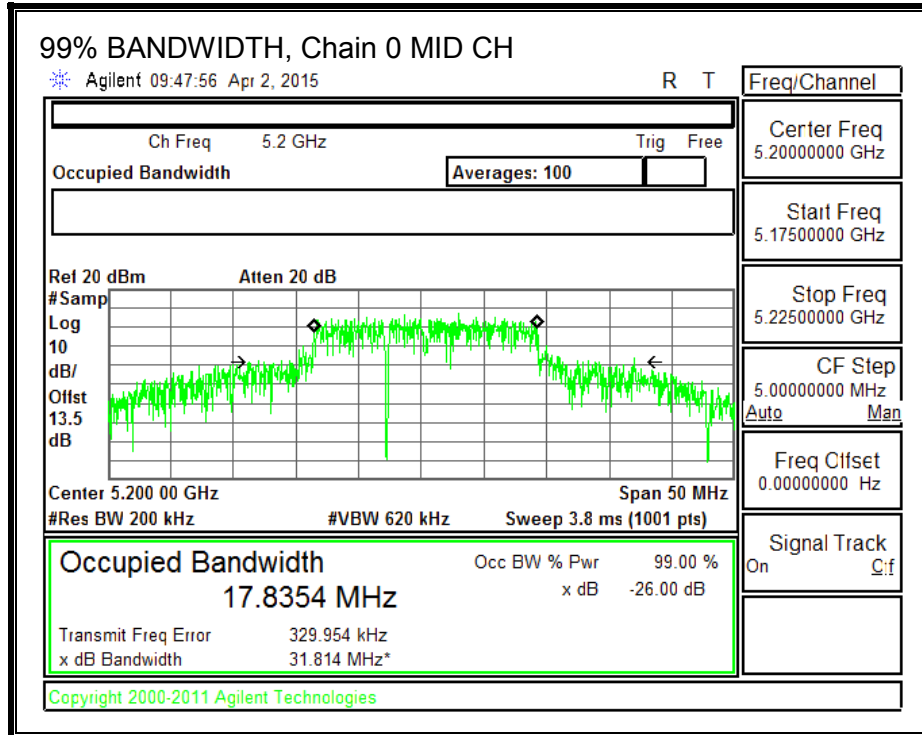 99% BANDWIDTH, Chain 0 MID CH
Agilent 09:47:56 Apr 2, 2015 R T
Freq/Channel
Ch Freq 5.2 GHz Trig Free
Occupied Bandwidth Averages: 100
Center Freq
5.20000000 GHz
Start Freq
5.17500000 GHz
Stop Freq
5.22500000 GHz
CF Step
5.00000000 MHz
Auto Man
Freq Offset
0.00000000 Hz
Signal Track
On Off
Ref 20 dBm Atten 20 dB
#Samp
Log
10
dB/
Offst
13.5
dB
Center 5.200 00 GHz Span 50 MHz
#Res BW 200 kHz #VBW 620 kHz Sweep 3.8 ms (1001 pts)
Occupied Bandwidth
17.8354 MHz
Occ BW % Pwr 99.00 %
x dB -26.00 dB
Transmit Freq Error 329.954 kHz
x dB Bandwidth 31.814 MHz*
Copyright 2000-2011 Agilent Technologies